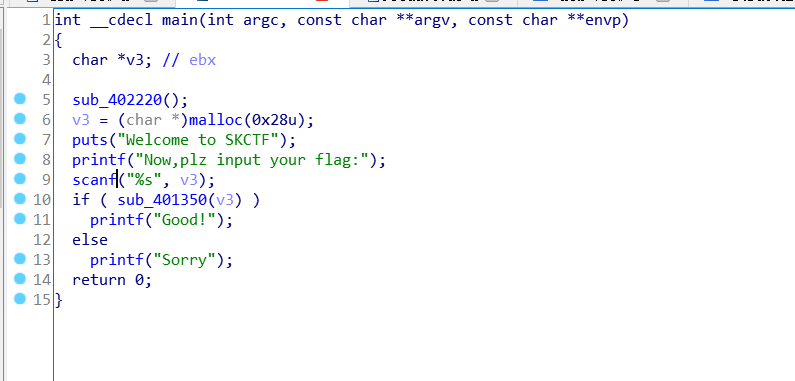 1 int __cdecl main(int argc, const char **argv, const char **envp)
2 {
3 char *v3; // ebx
4
5 sub_402220();
6 v3 = (char *)malloc(0x28u);
7 puts("Welcome to SKCTF");
8 printf("Now,plz input your flag:");
9 scanf("%s", v3);
10 if ( sub_401350(v3) )
11 printf("Good!");
12 else
13 printf("Sorry");
14 return 0;
15 }